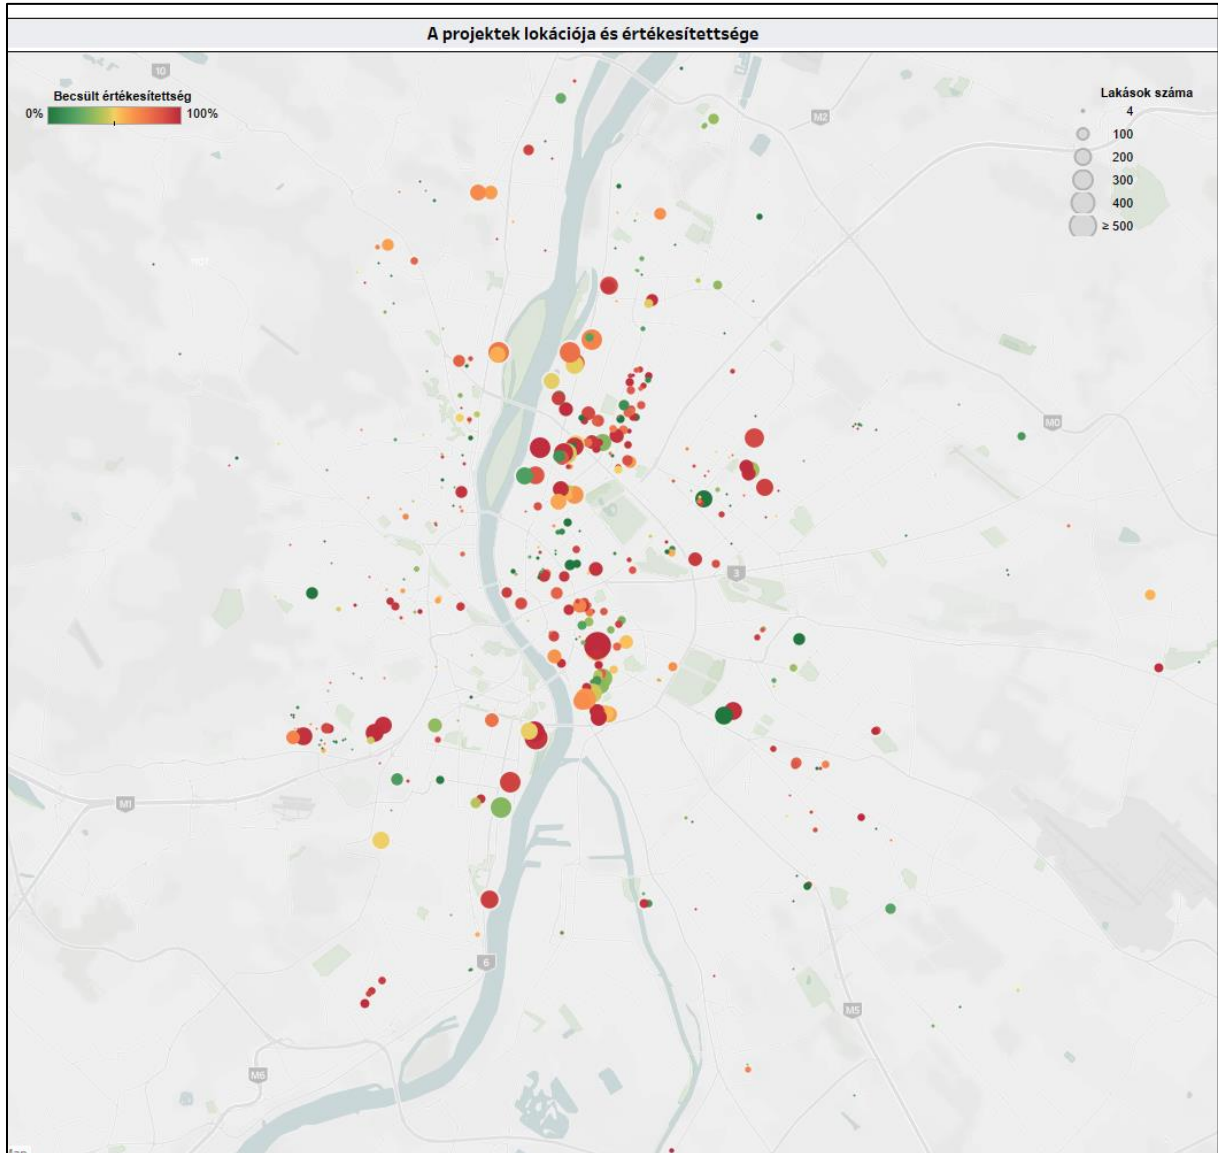 A projektek lokációja és értékesítettsége
10
Becsült értékesítettség
0%
100%
M2
Lakások száma
4
100
200
300
400
≥ 500
M0
3
M1
6
M5
M6